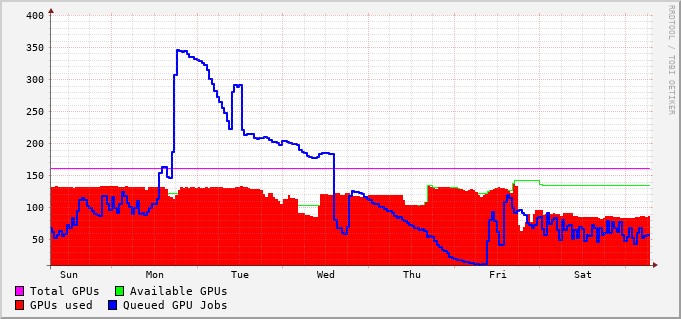 400
350
300
250
200
150
100
50
Sun Mon Tue Wed Thu Fri Sat
Total GPUs Available GPUs
GPUs used Queued GPU Jobs
RRDTOOL / TOBI OETIKER